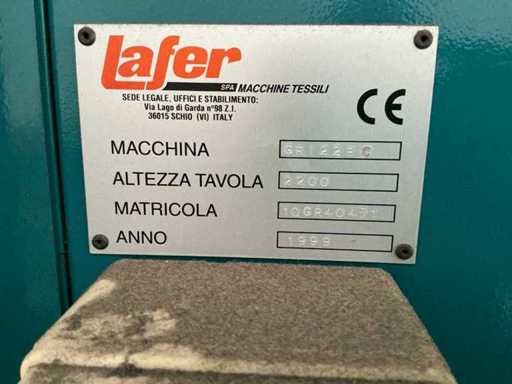 Lafer
SPA MACCHINE TESSILI
SEDE LEGALE, UFFICI E STABILIMENTO:
Via Lago di Garda n°98 Z.I.
36015 SCHIO (VI) ITALY
CE
MACCHINA
ALTEZZA TAVOLA 2200
MATRICOLA
ANNO 1999